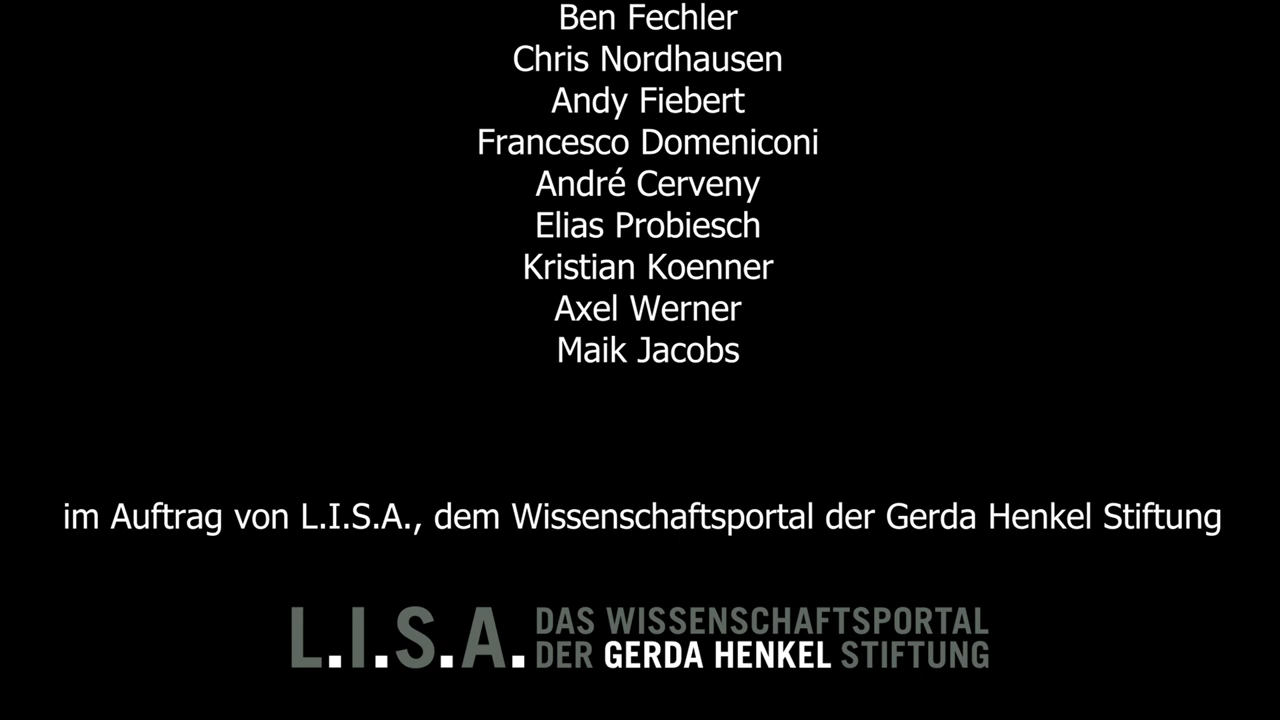 Ben Fechler
Chris Nordhausen
Andy Fiebert
Francesco Domeniconi
André Cerveny
Elias Probiesch
Kristian Koenner
Axel Werner
Maik Jacobs
im Auftrag von L.I.S.A., dem Wissenschaftsportal der Gerda Henkel Stiftung
L.I.S.A. DAS WISSENSCHAFTSPORTAL
DER GERDA HENKEL STIFTUNG